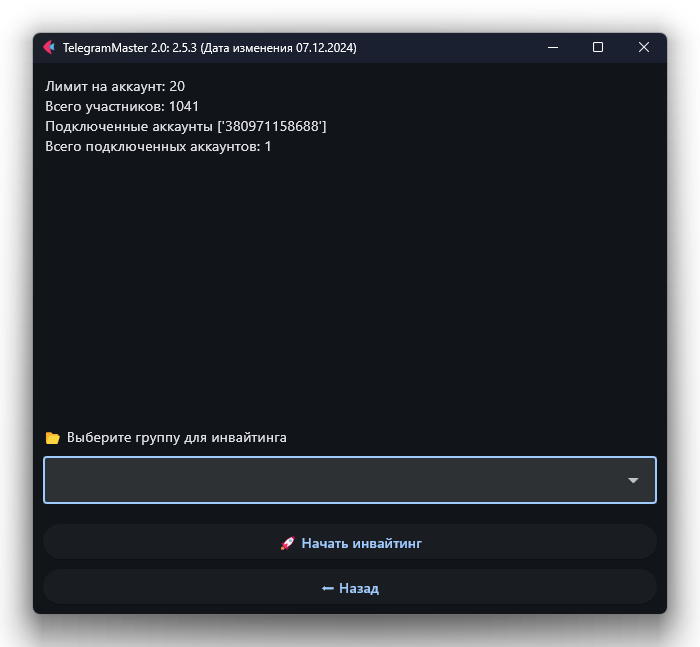 TelegramMaster 2.0: 2.5.3 (Дата изменения 07.12.2024)
Лимит на аккаунт: 20
Всего участников: 1041
Подключенные аккаунты ['380971158688']
Всего подключенных аккаунтов: 1
Выберите группу для инвайтинга
Начать инвайтинг
Назад